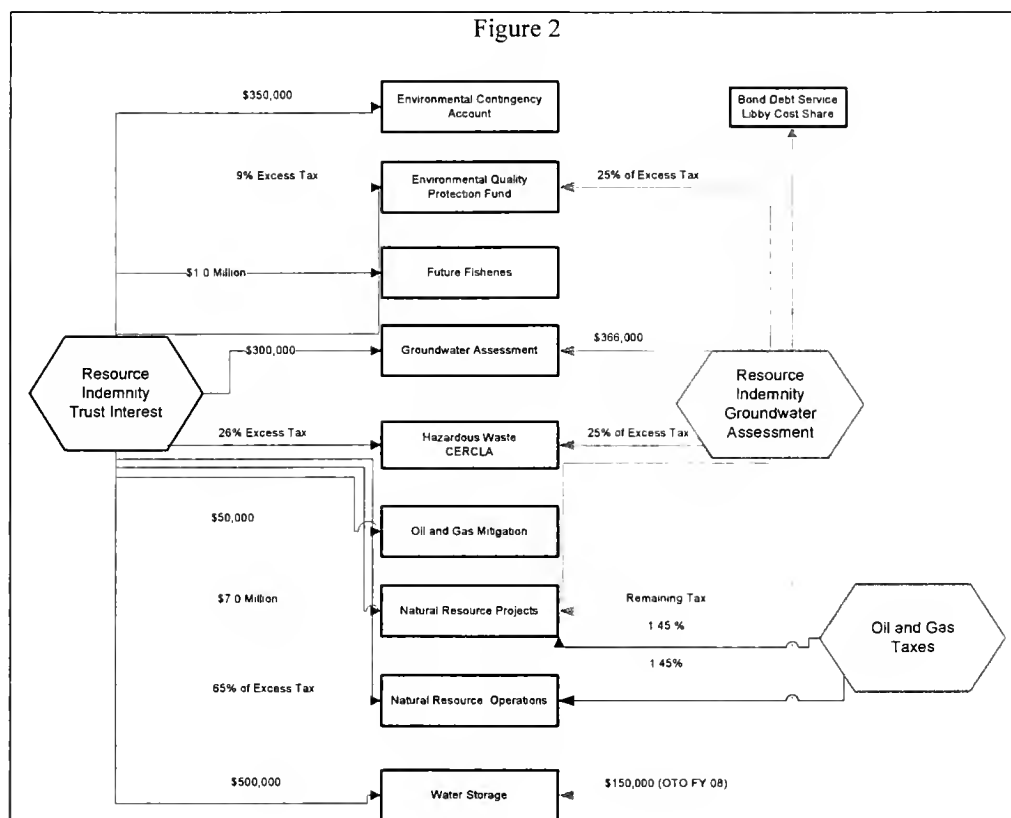 Figure 2
$350,000
Environmental Contingency
Account
Bond Debt Service
Libby Cost Share
9% Excess Tax
Environmental Quality
Protection Fund
25% of Excess Tax
$1 0 Million
Future Fisheries
$300,000
Groundwater Assessment
$366,000
Resource
Indemnity
Trust Interest
Resource
Indemnity
Groundwater
Assessment
26% Excess Tax
Hazardous Waste
CERCLA
25% of Excess Tax
$50,000
Oil and Gas Mitigation
$7 0 Million
Natural Resource Projects
Remaining Tax
1 45 %
Oil and Gas
Taxes
1 45%
65% of Excess Tax
Natural Resource Operations
$500,000
Water Storage
$150,000 (OTO FY 08)